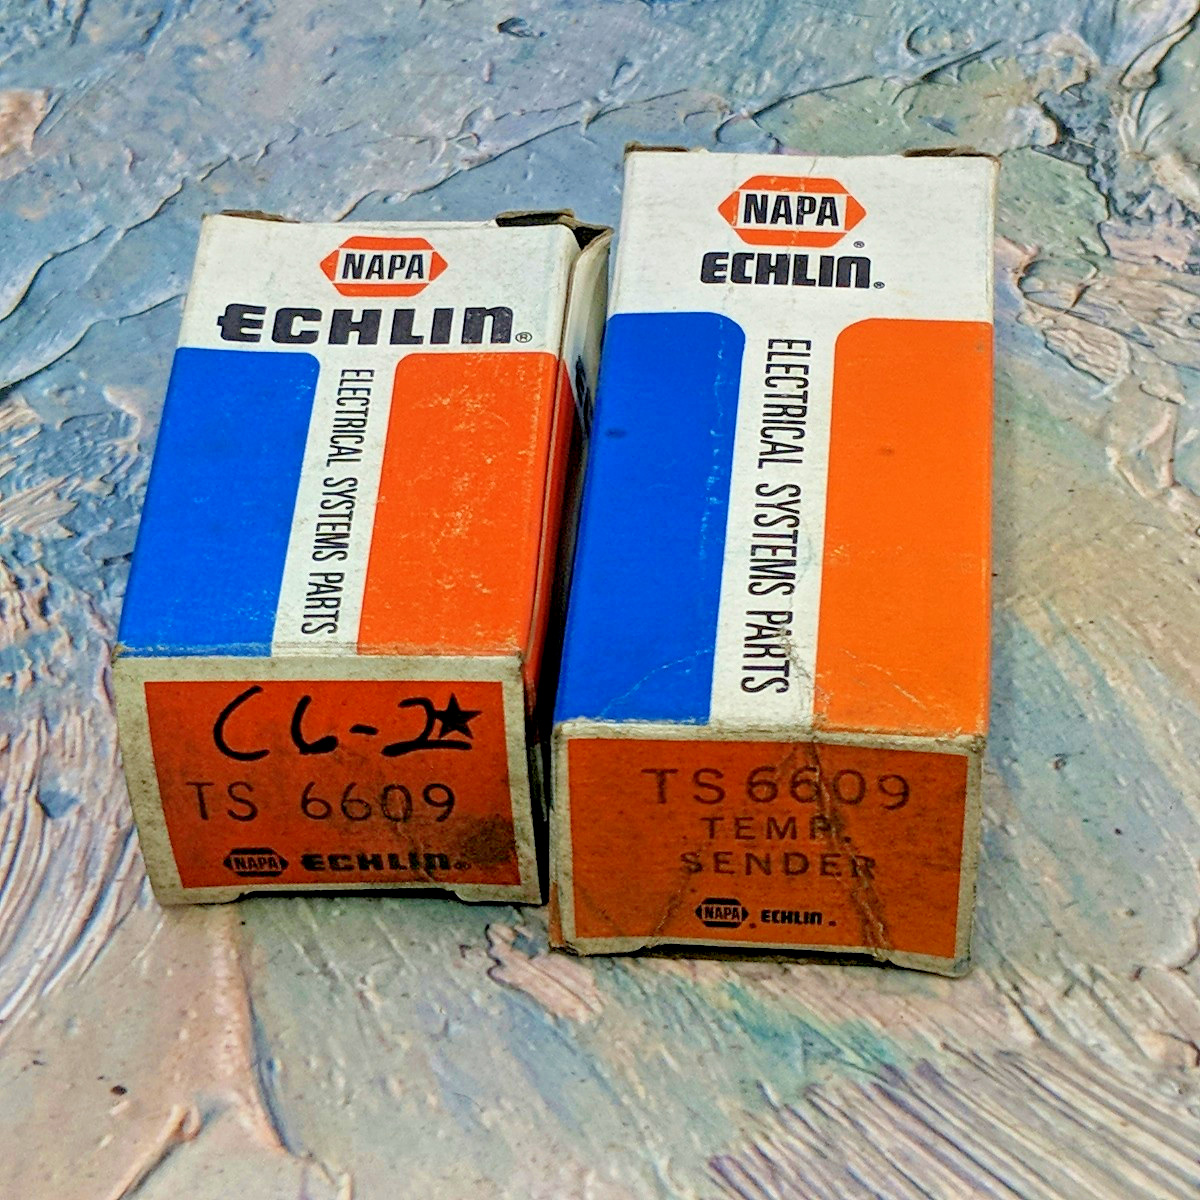 NAPA
ECHLIN®
ELECTRICAL SYSTEMS PARTS
C6-2★
TS 6609
NAPA ECHLIN®
NAPA®
ECHLIN®
ELECTRICAL SYSTEMS PARTS
TS 6609
TEMP.
SENDER
NAPA ECHLIN